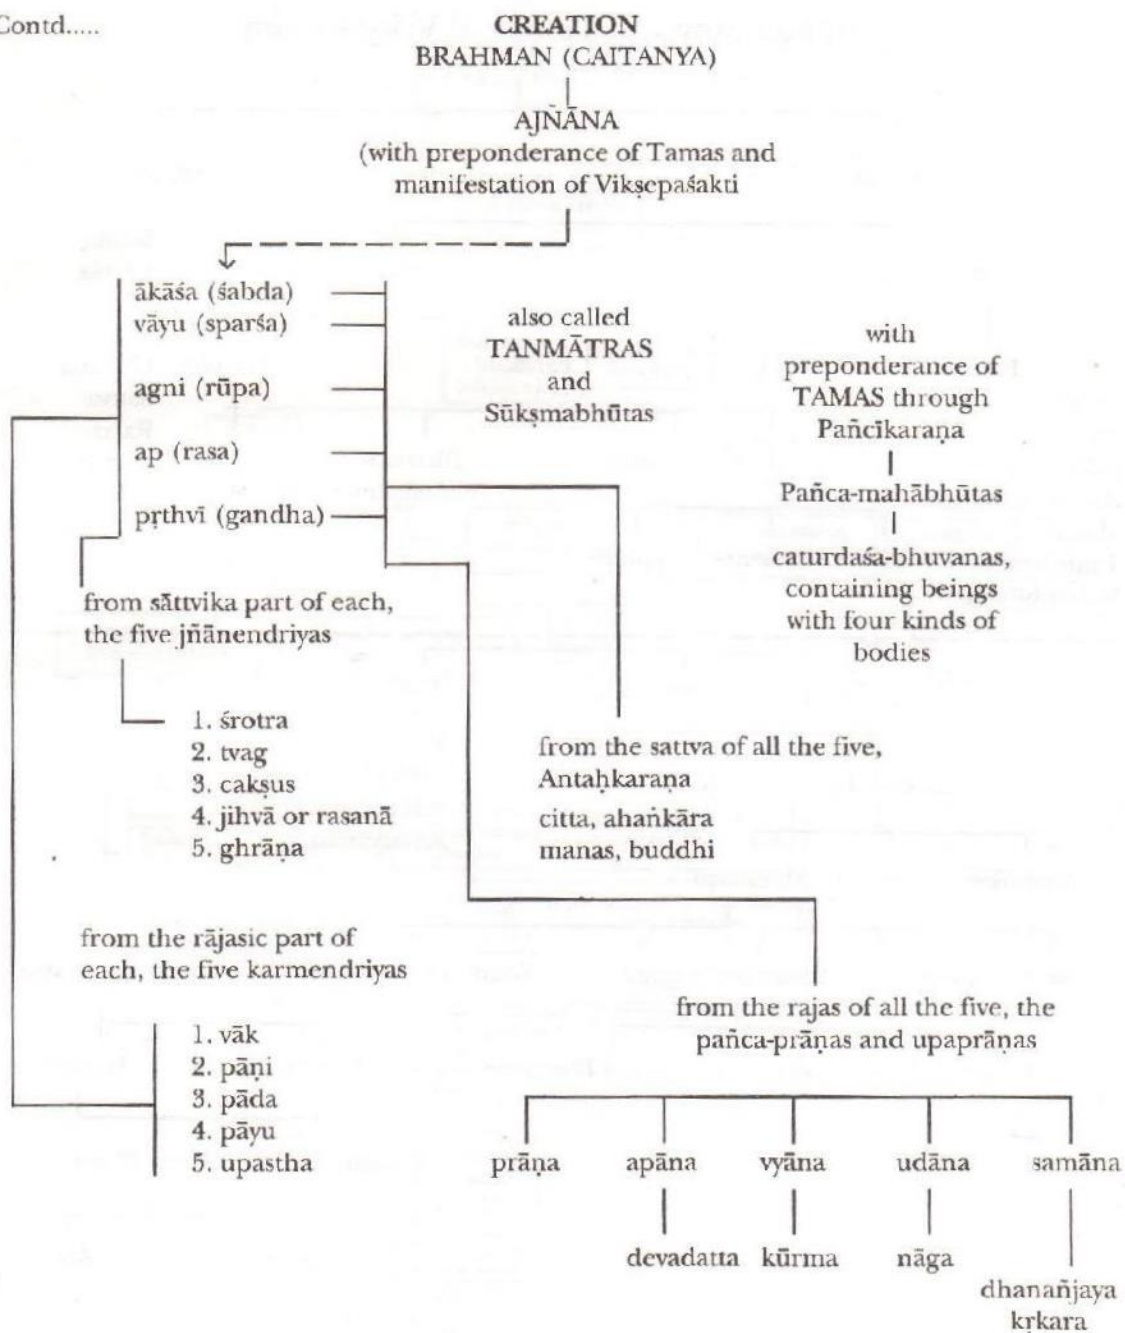 Contd.....
CREATION
BRAHMAN (CAITANYA)
AJÑĀNA
(with preponderance of Tamas and
manifestation of Vikṣepaśakti
ākāśa (śabda)
vāyu (sparśa)
agni (rūpa)
ap (rasa)
pṛthvī (gandha)
also called
TANMĀTRAS
and
Sūkṣmabhūtas
with
preponderance of
TAMAS through
Pañcīkaraṇa
Pañca-mahābhūtas
caturdaśa-bhuvanas,
containing beings
with four kinds of
bodies
from sāttvika part of each,
the five jñānendriyas
1. śrotra
2. tvag
3. cakṣus
4. jihvā or rasanā
5. ghrāṇa
from the sattva of all the five,
Antaḥkaraṇa
citta, ahaṅkāra
manas, buddhi
from the rājasic part of
each, the five karmendriyas
1. vāk
2. pāṇi
3. pāda
4. pāyu
5. upastha
from the rajas of all the five, the
pañca-prāṇas and upaprāṇas
prāṇa apāna vyāna udāna samāna
devadatta kūrma nāga
dhanañjaya
kṛkara